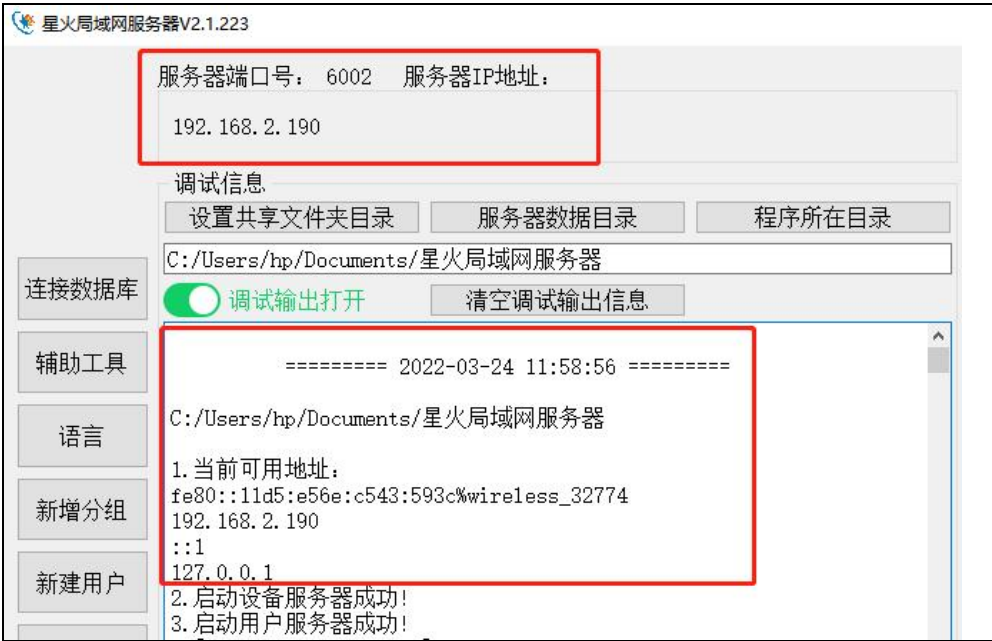 星火局域网服务器V2.1.223
服务器端口号： 6002 服务器IP地址：
192.168.2.190
调试信息
设置共享文件夹目录 服务器数据目录 程序所在目录
C:/Users/hp/Documents/星火局域网服务器
连接数据库
调试输出打开 清空调试输出信息
辅助工具
========= 2022-03-24 11:58:56 =========
C:/Users/hp/Documents/星火局域网服务器
语言
1.当前可用地址：
fe80::11d5:e56e:c543:593c%wireless_32774
新增分组
192.168.2.190
::1
127.0.0.1
新建用户
2.启动设备服务器成功！
3.启动用户服务器成功！